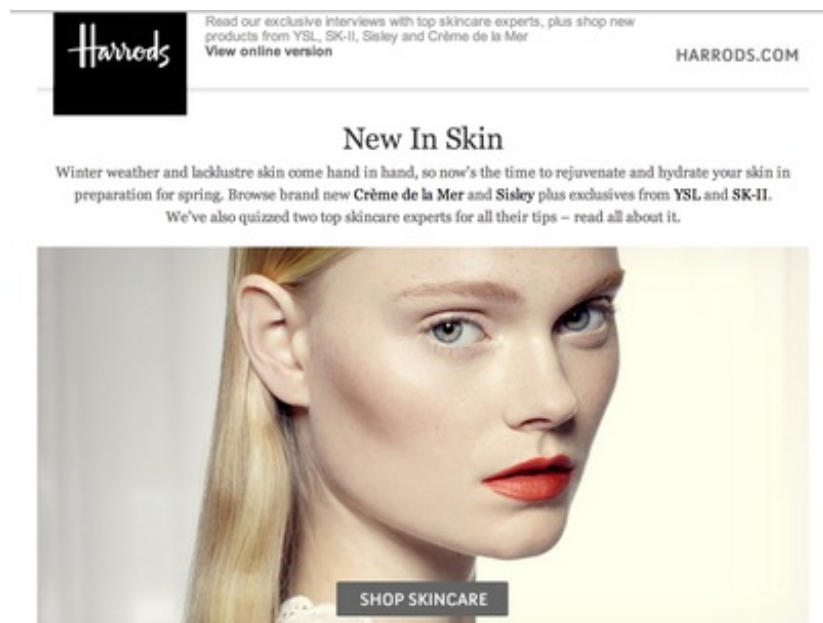 Harrods
Read our exclusive interviews with top skincare experts, plus shop new
products from YSL, SK-II, Sisley and Crème de la Mer
View online version
HARRODS.COM
New In Skin
Winter weather and lacklustre skin come hand in hand, so now's the time to rejuvenate and hydrate your skin in
preparation for spring. Browse brand new Crème de la Mer and Sisley plus exclusives from YSL and SK-II.
We've also quizzed two top skincare experts for all their tips – read all about it.
SHOP SKINCARE